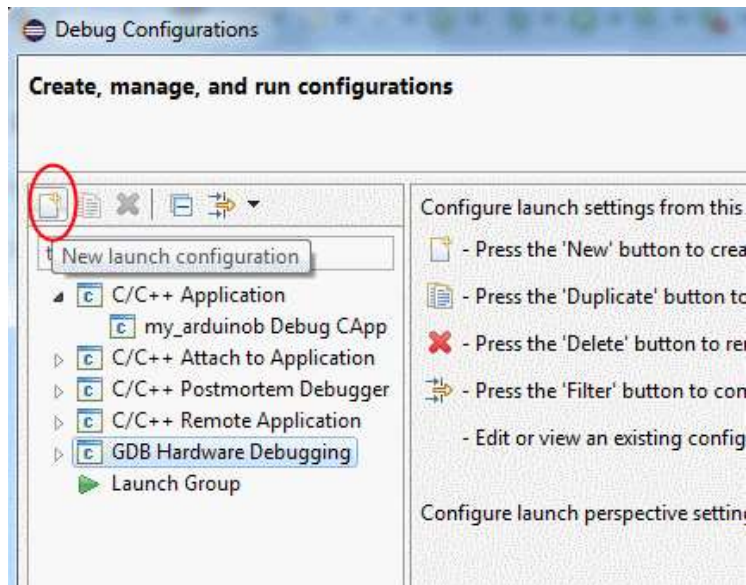 Debug Configurations
Create, manage, and run configurations
New launch configuration
Configure launch settings from this
- Press the 'New' button to crea
C/C++ Application
- Press the 'Duplicate' button to
my_arduinob Debug CApp
- Press the 'Delete' button to re
C/C++ Attach to Application
C/C++ Postmortem Debugger
- Press the 'Filter' button to con
C/C++ Remote Application
- Edit or view an existing config
GDB Hardware Debugging
Launch Group
Configure launch perspective setting